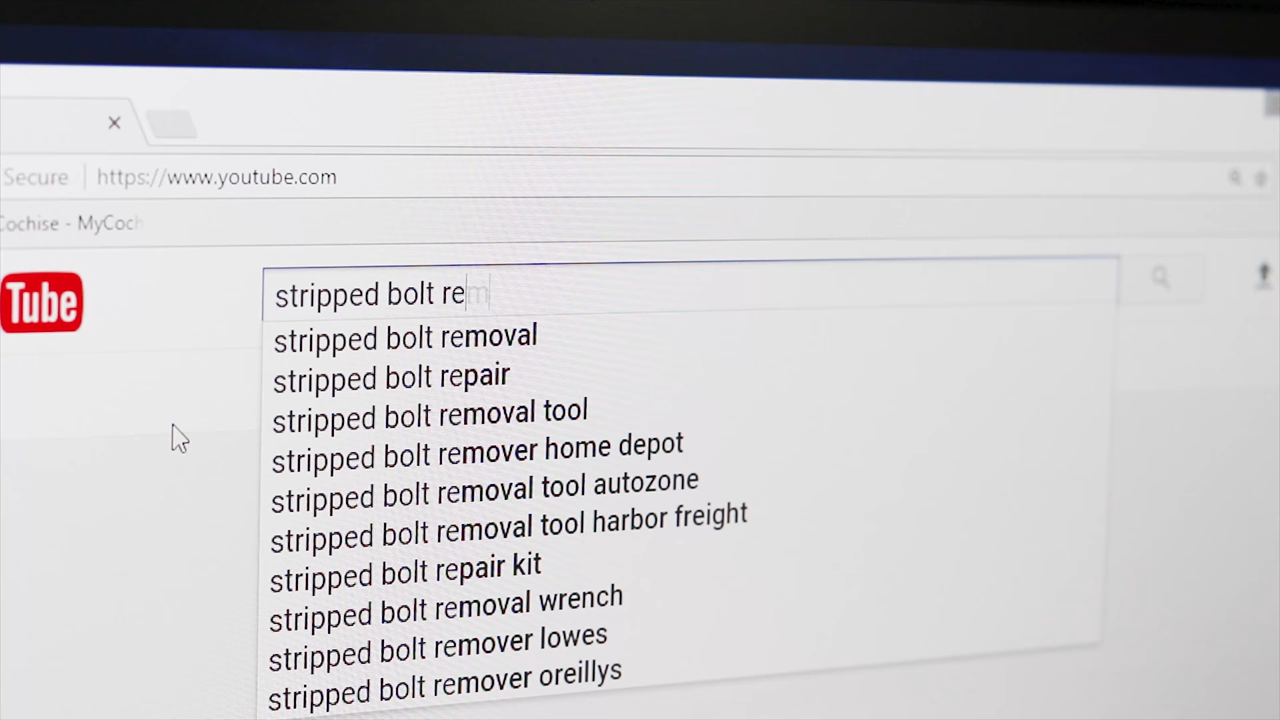 Secure https://www.youtube.com
Cochise - MyCoch
Tube
stripped bolt rem
stripped bolt removal
stripped bolt repair
stripped bolt removal tool
stripped bolt remover home depot
stripped bolt removal tool autozone
stripped bolt removal tool harbor freight
stripped bolt repair kit
stripped bolt removal wrench
stripped bolt remover lowes
stripped bolt remover oreillys